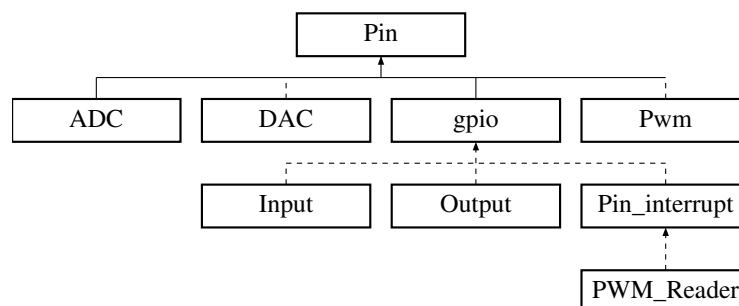 Pin
ADC DAC gpio Pwm
Input Output Pin_interrupt
PWM_Reader